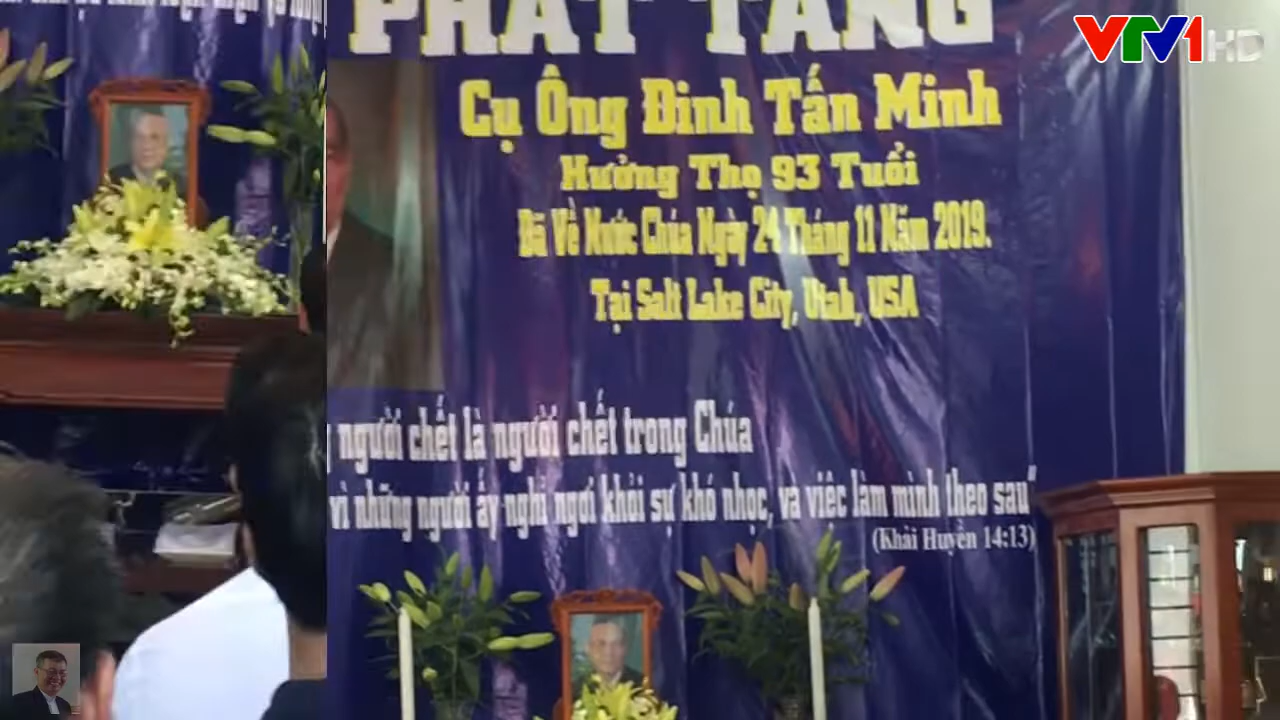 PHÁT TANG
VTV1 HD
Cụ Ông Đinh Tấn Minh
Hưởng Thọ 93 Tuổi
Đã Về Nước Chúa Ngày 24 Tháng 11 Năm 2019.
Tại Salt Lake City, Utah, USA
người chết là người chết trong Chúa
vì những người ấy nghỉ ngơi khỏi sự khó nhọc, và việc làm mình theo sau"
(Khải Huyền 14:13)